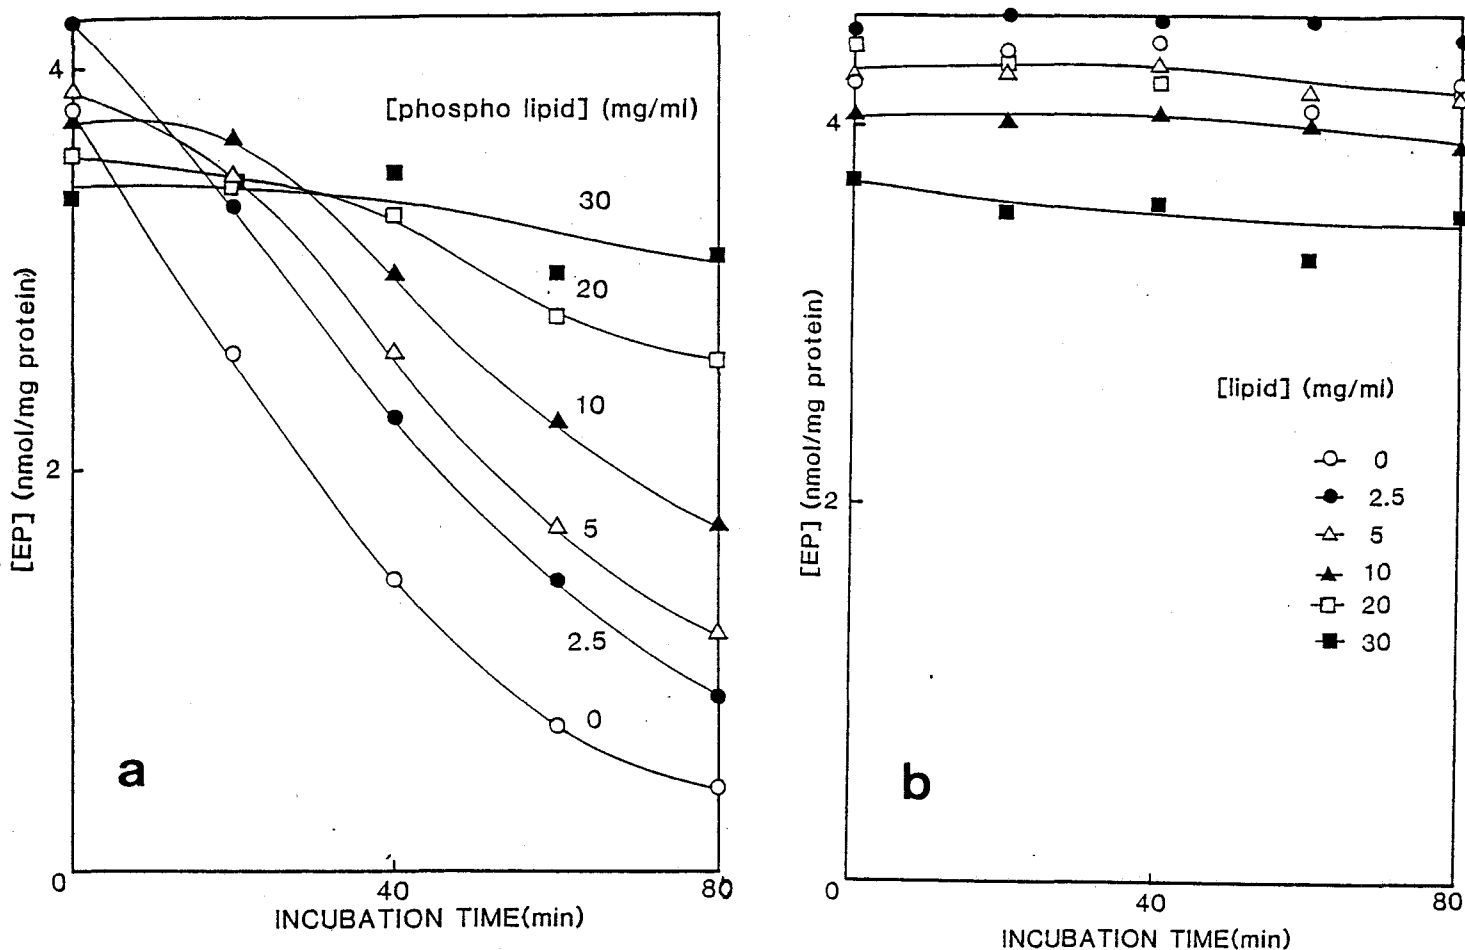 4
2
0
40
80
[EP] (nmol/mg protein)
INCUBATION TIME(min)
[phospho lipid] (mg/ml)
30
20
10
5
2.5
0
a
4
2
0
40
80
[EP] (nmol/mg protein)
INCUBATION TIME(min)
[lipid] (mg/ml)
0
2.5
5
10
20
30
b